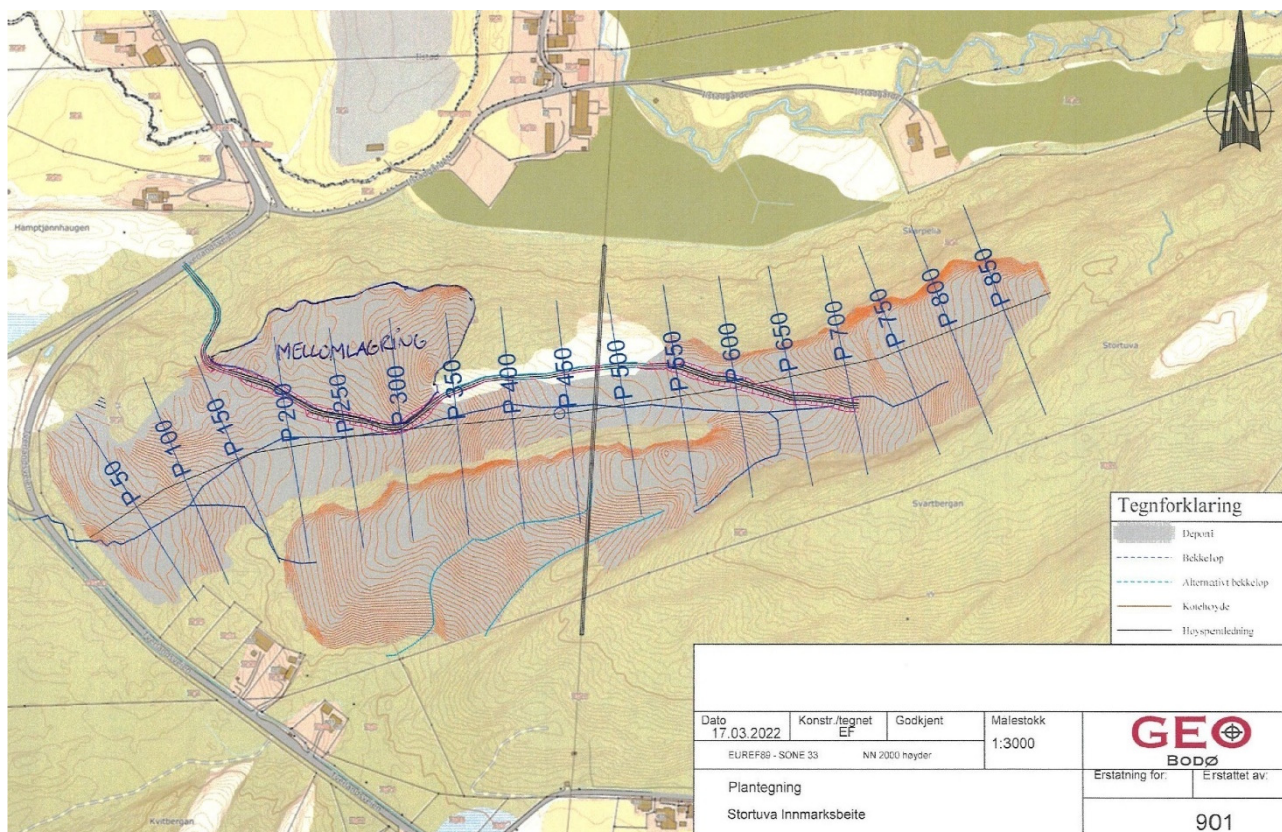 Hamptjønnhaugen
Skarpelia
Stortuva
Svartbergan
Kvitbergan
MELLOMLAGRING
P 50
P 100
P 150
P 200
P 250
P 300
P 350
P 400
P 450
P 500
P 550
P 600
P 650
P 700
P 750
P 800
P 850
N
Tegnforklaring
Deponi
Bekkeløp
Alternativt bekkeløp
Kotehøyde
Høyspentledning
Dato
17.03.2022
Konstr./tegnet
EF
Godkjent
Malestokk
1:3000
EUREF89 - SONE 33 NN 2000 høyder
GEO
BODØ
Plantegning
Stortuva Innmarksbeite
Erstatning for:
Erstattet av:
901